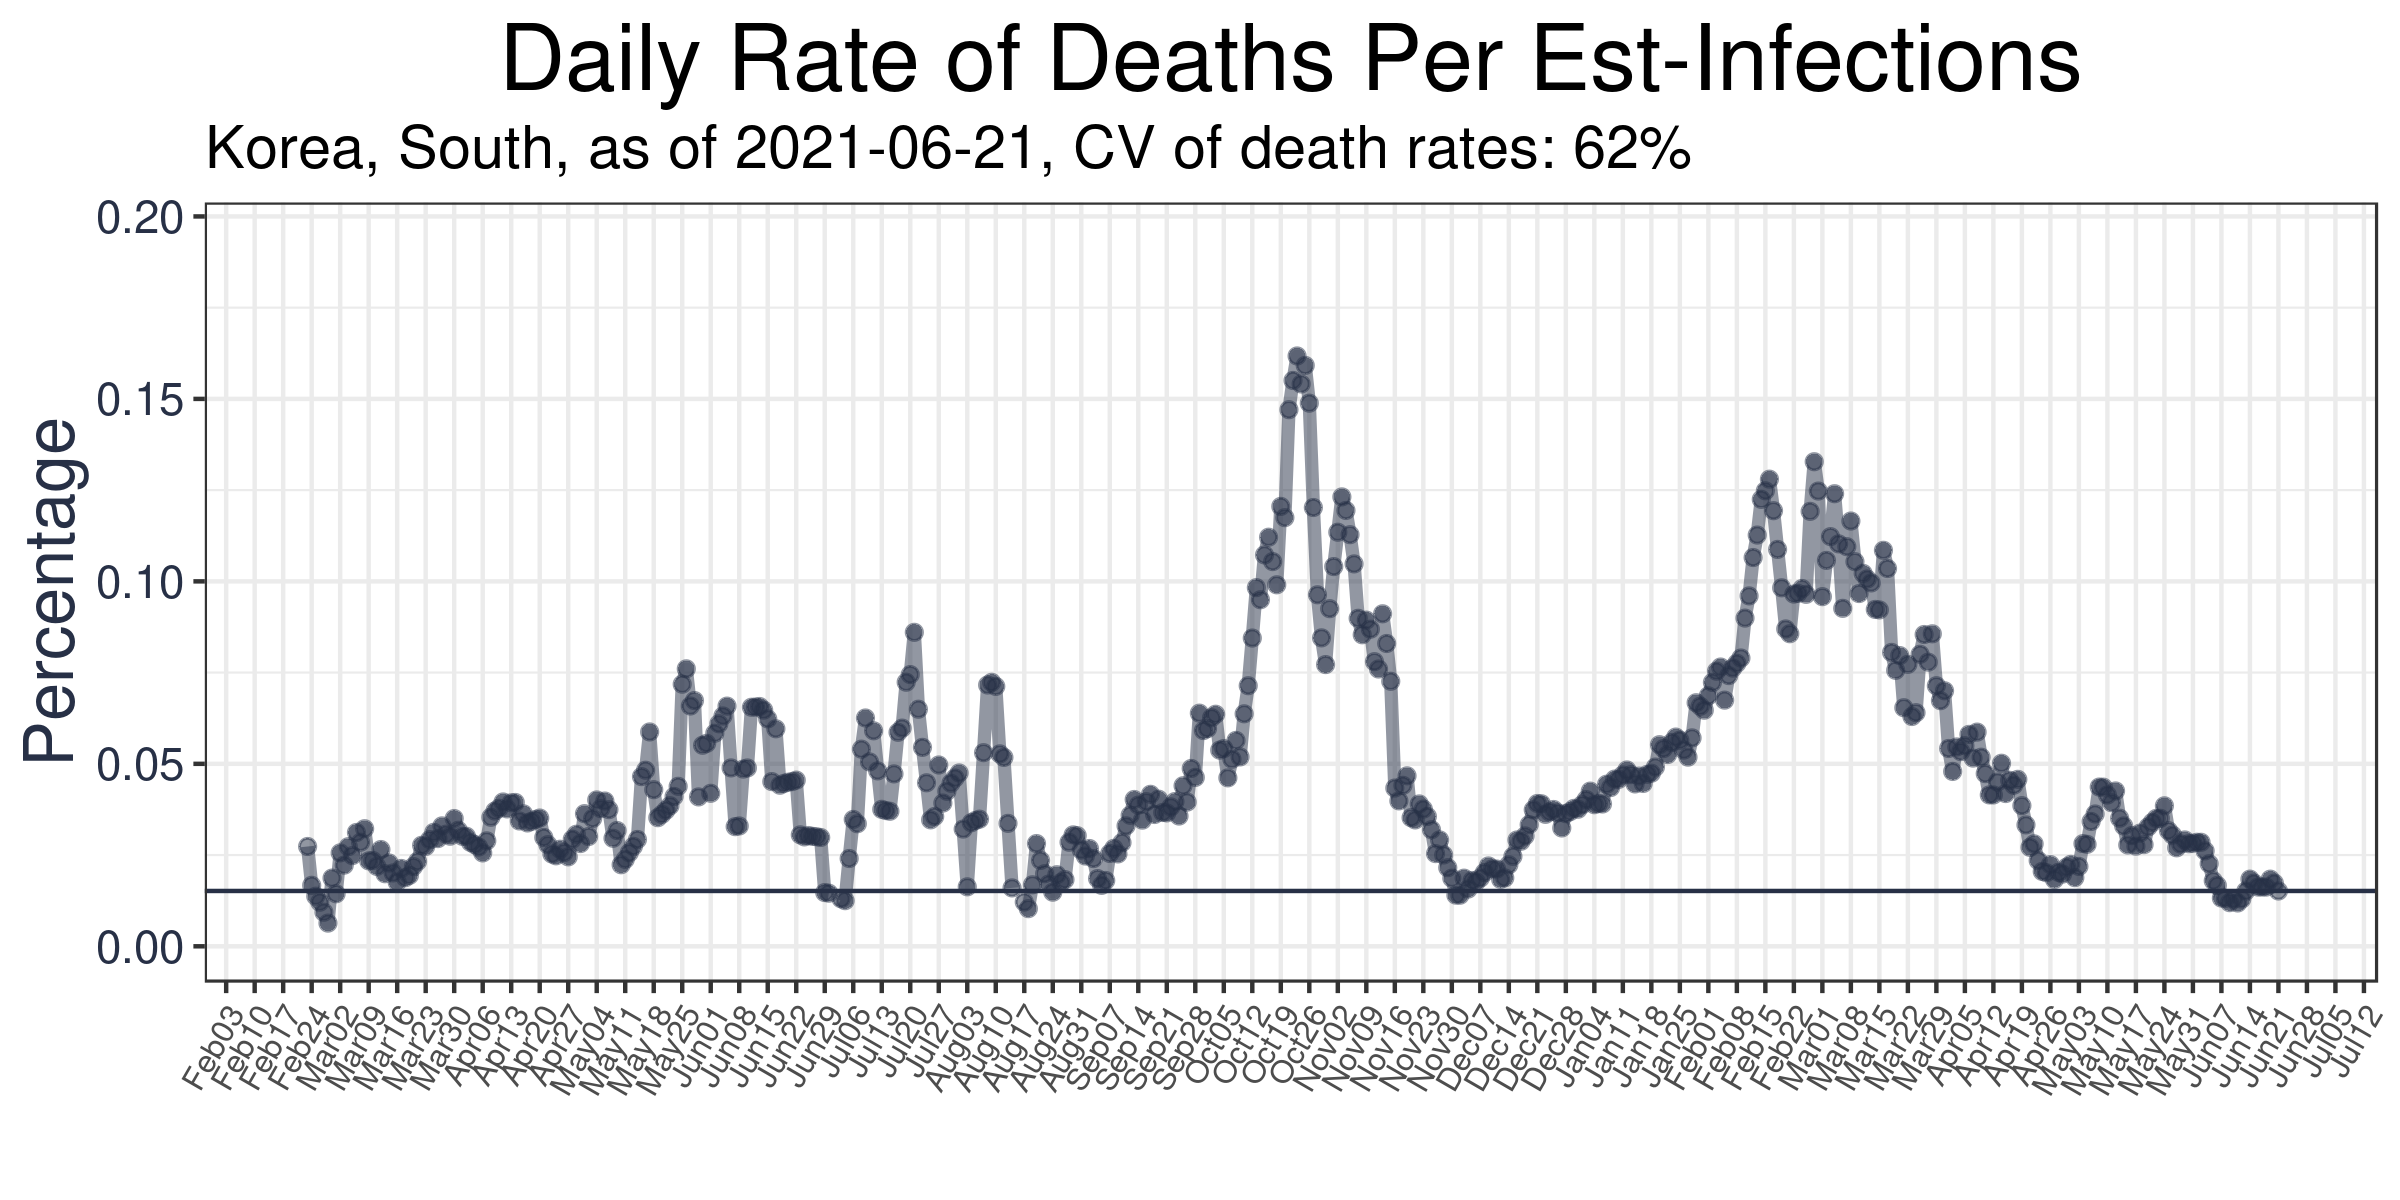 Daily Rate of Deaths Per Est-Infections
Korea, South, as of 2021-06-21, CV of death rates: 62%
Percentage
0.20
0.15
0.10
0.05
0.00
Feb03
Feb10
Feb17
Feb24
Mar02
Mar09
Mar16
Mar23
Mar30
Apr06
Apr13
Apr20
Apr27
May04
May11
May18
May25
Jun01
Jun08
Jun15
Jun22
Jun29
Jul06
Jul13
Jul20
Jul27
Aug03
Aug10
Aug17
Aug24
Aug31
Sep07
Sep14
Sep21
Sep28
Oct05
Oct12
Oct19
Oct26
Nov02
Nov09
Nov16
Nov23
Nov30
Dec07
Dec14
Dec21
Dec28
Jan04
Jan11
Jan18
Jan25
Feb01
Feb08
Feb15
Feb22
Mar01
Mar08
Mar15
Mar22
Mar29
Apr05
Apr12
Apr19
Apr26
May03
May10
May17
May24
May31
Jun07
Jun14
Jun21
Jun28
Jul05
Jul12